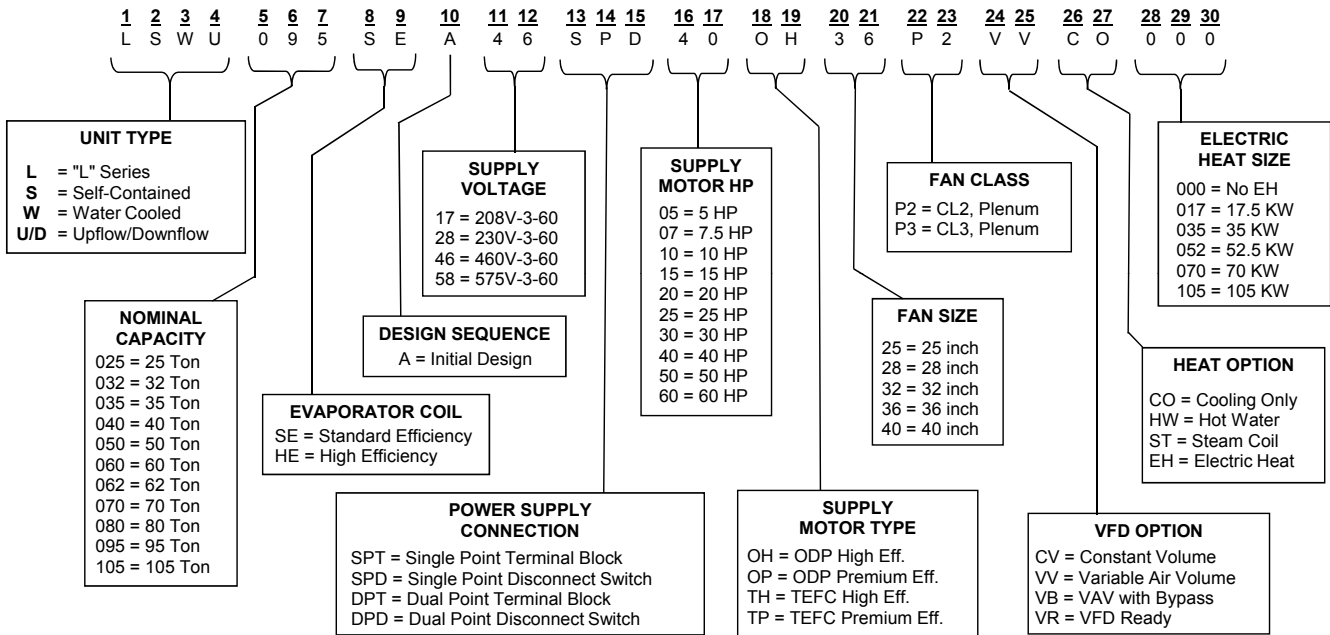 1 2 3 4 5 6 7 8 9 10 11 12 13 14 15 16 17 18 19 20 21 22 23 24 25 26 27 28 29 30
L S W U 0 9 5 S E A 4 6 S P D 4 0 O H 3 6 P 2 V V C O 0 0 0
UNIT TYPE
L = "L" Series
S = Self-Contained
W = Water Cooled
U/D = Upflow/Downflow
NOMINAL
CAPACITY
025 = 25 Ton
032 = 32 Ton
035 = 35 Ton
040 = 40 Ton
050 = 50 Ton
060 = 60 Ton
062 = 62 Ton
070 = 70 Ton
080 = 80 Ton
095 = 95 Ton
105 = 105 Ton
EVAPORATOR COIL
SE = Standard Efficiency
HE = High Efficiency
DESIGN SEQUENCE
A = Initial Design
SUPPLY
VOLTAGE
17 = 208V-3-60
28 = 230V-3-60
46 = 460V-3-60
58 = 575V-3-60
POWER SUPPLY
CONNECTION
SPT = Single Point Terminal Block
SPD = Single Point Disconnect Switch
DPT = Dual Point Terminal Block
DPD = Dual Point Disconnect Switch
SUPPLY
MOTOR HP
05 = 5 HP
07 = 7.5 HP
10 = 10 HP
15 = 15 HP
20 = 20 HP
25 = 25 HP
30 = 30 HP
40 = 40 HP
50 = 50 HP
60 = 60 HP
SUPPLY
MOTOR TYPE
OH = ODP High Eff.
OP = ODP Premium Eff.
TH = TEFC High Eff.
TP = TEFC Premium Eff.
FAN SIZE
25 = 25 inch
28 = 28 inch
32 = 32 inch
36 = 36 inch
40 = 40 inch
FAN CLASS
P2 = CL2, Plenum
P3 = CL3, Plenum
VFD OPTION
CV = Constant Volume
VV = Variable Air Volume
VB = VAV with Bypass
VR = VFD Ready
HEAT OPTION
CO = Cooling Only
HW = Hot Water
ST = Steam Coil
EH = Electric Heat
ELECTRIC
HEAT SIZE
000 = No EH
017 = 17.5 KW
035 = 35 KW
052 = 52.5 KW
070 = 70 KW
105 = 105 KW